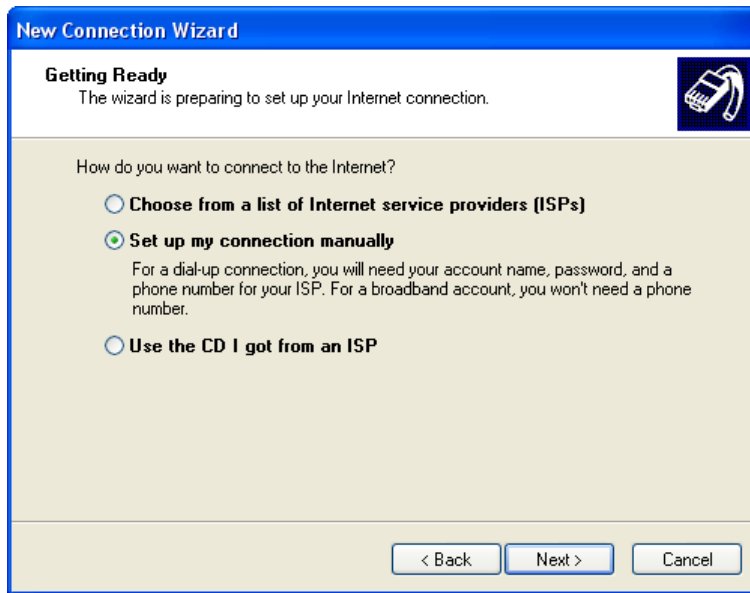 New Connection Wizard
Getting Ready
The wizard is preparing to set up your Internet connection.
How do you want to connect to the Internet?
Choose from a list of Internet service providers (ISPs)
Set up my connection manually
For a dial-up connection, you will need your account name, password, and a
phone number for your ISP. For a broadband account, you won't need a phone
number.
Use the CD I got from an ISP
< Back Next > Cancel